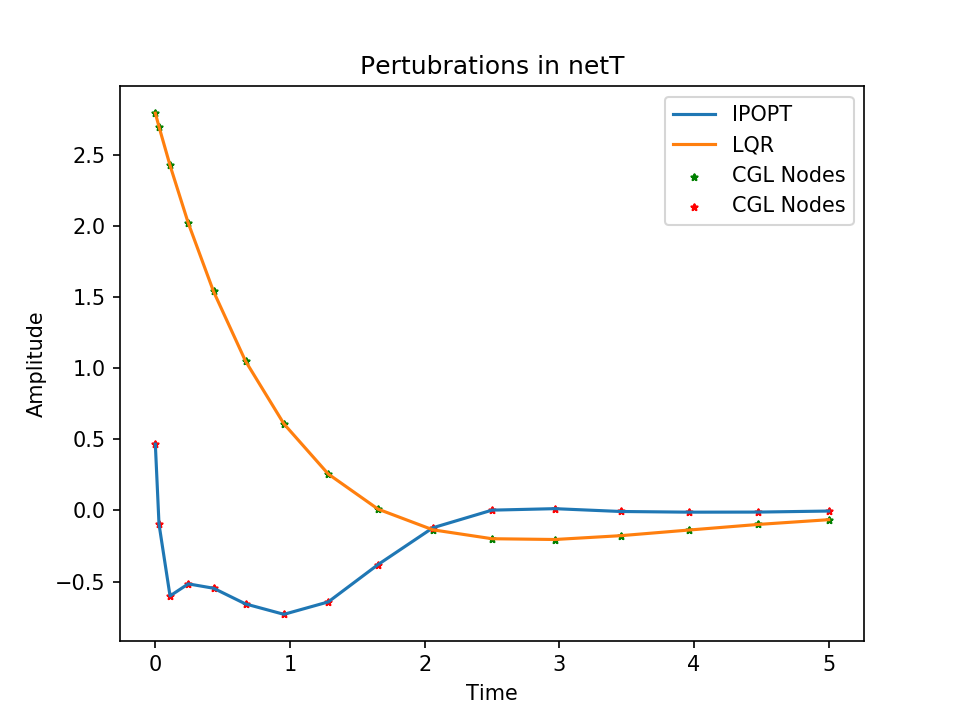 Pertubrations in netT
IPOPT
LQR
CGL Nodes
CGL Nodes
2.5
2.0
1.5
1.0
0.5
0.0
−0.5
Amplitude
0 1 2 3 4 5
Time